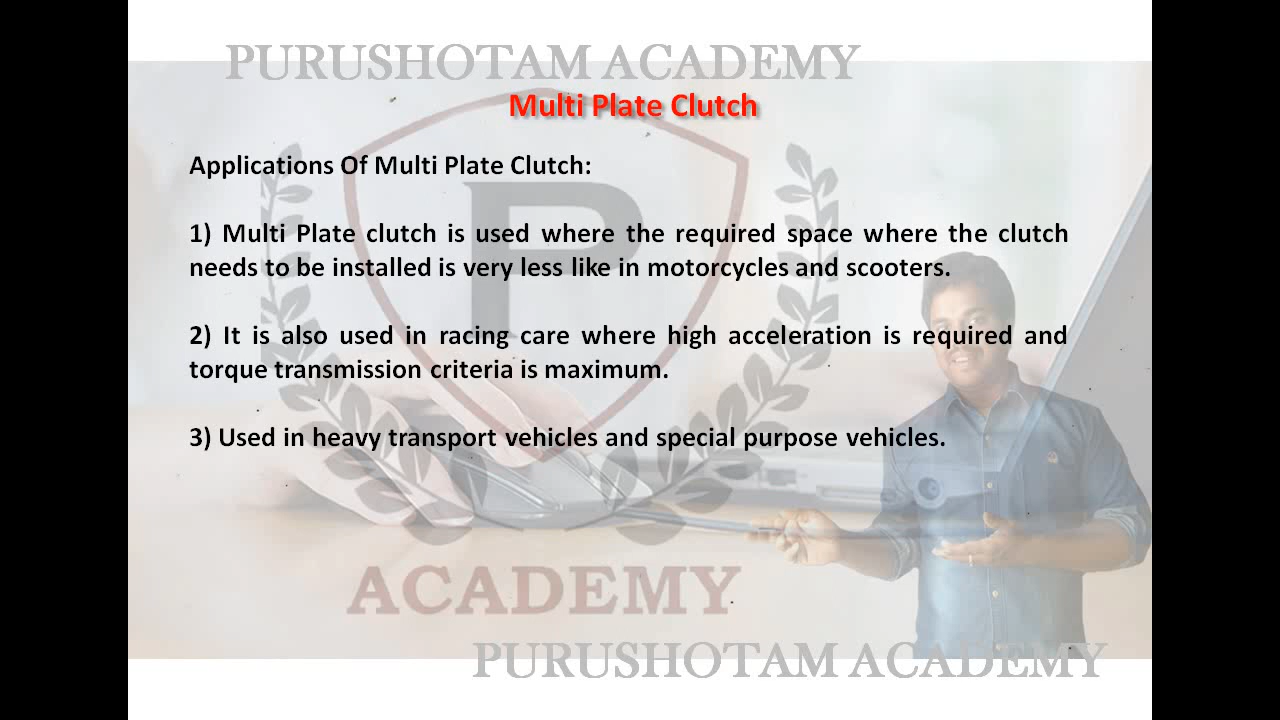 PURUSHOTAM ACADEMY
Multi Plate Clutch
Applications Of Multi Plate Clutch:
1) Multi Plate clutch is used where the required space where the clutch
needs to be installed is very less like in motorcycles and scooters.
2) It is also used in racing care where high acceleration is required and
torque transmission criteria is maximum.
3) Used in heavy transport vehicles and special purpose vehicles.
P
ACADEMY
PURUSHOTAM ACADEMY